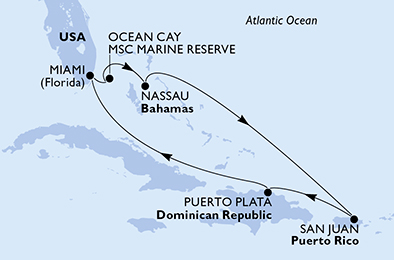 Atlantic Ocean
USA
OCEAN CAY
MSC MARINE RESERVE
MIAMI
(Florida)
NASSAU
Bahamas
PUERTO PLATA
Dominican Republic
SAN JUAN
Puerto Rico